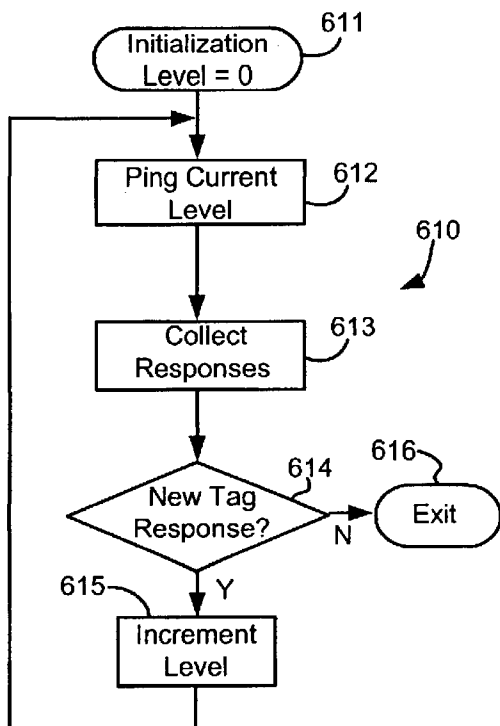 Initialization
Level = 0
611
Ping Current
Level
612
610
Collect
Responses
613
New Tag
Response?
614
616
Exit
N
Y
615
Increment
Level